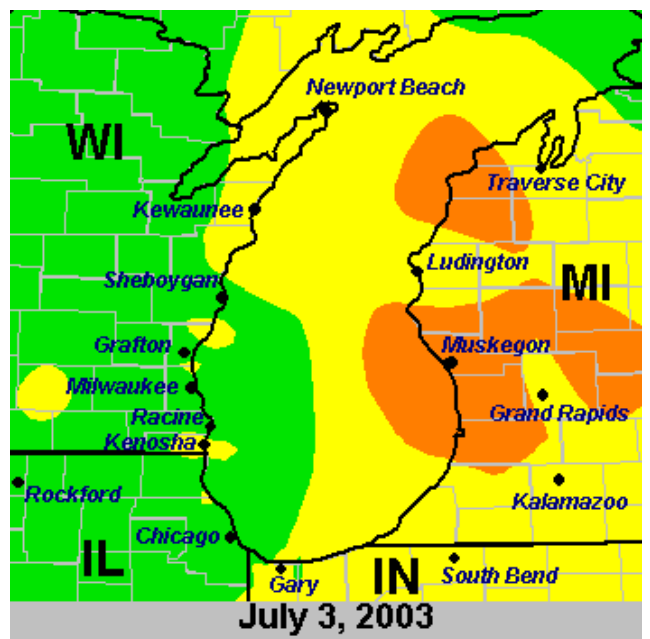 Newport Beach
WI
Traverse City
Kewaunee
Ludington
Sheboygan
MI
Grafton
Muskegon
Milwaukee
Racine
Grand Rapids
Kenosha
Rockford
Kalamazoo
Chicago
IL
Gary
IN
South Bend
July 3, 2003